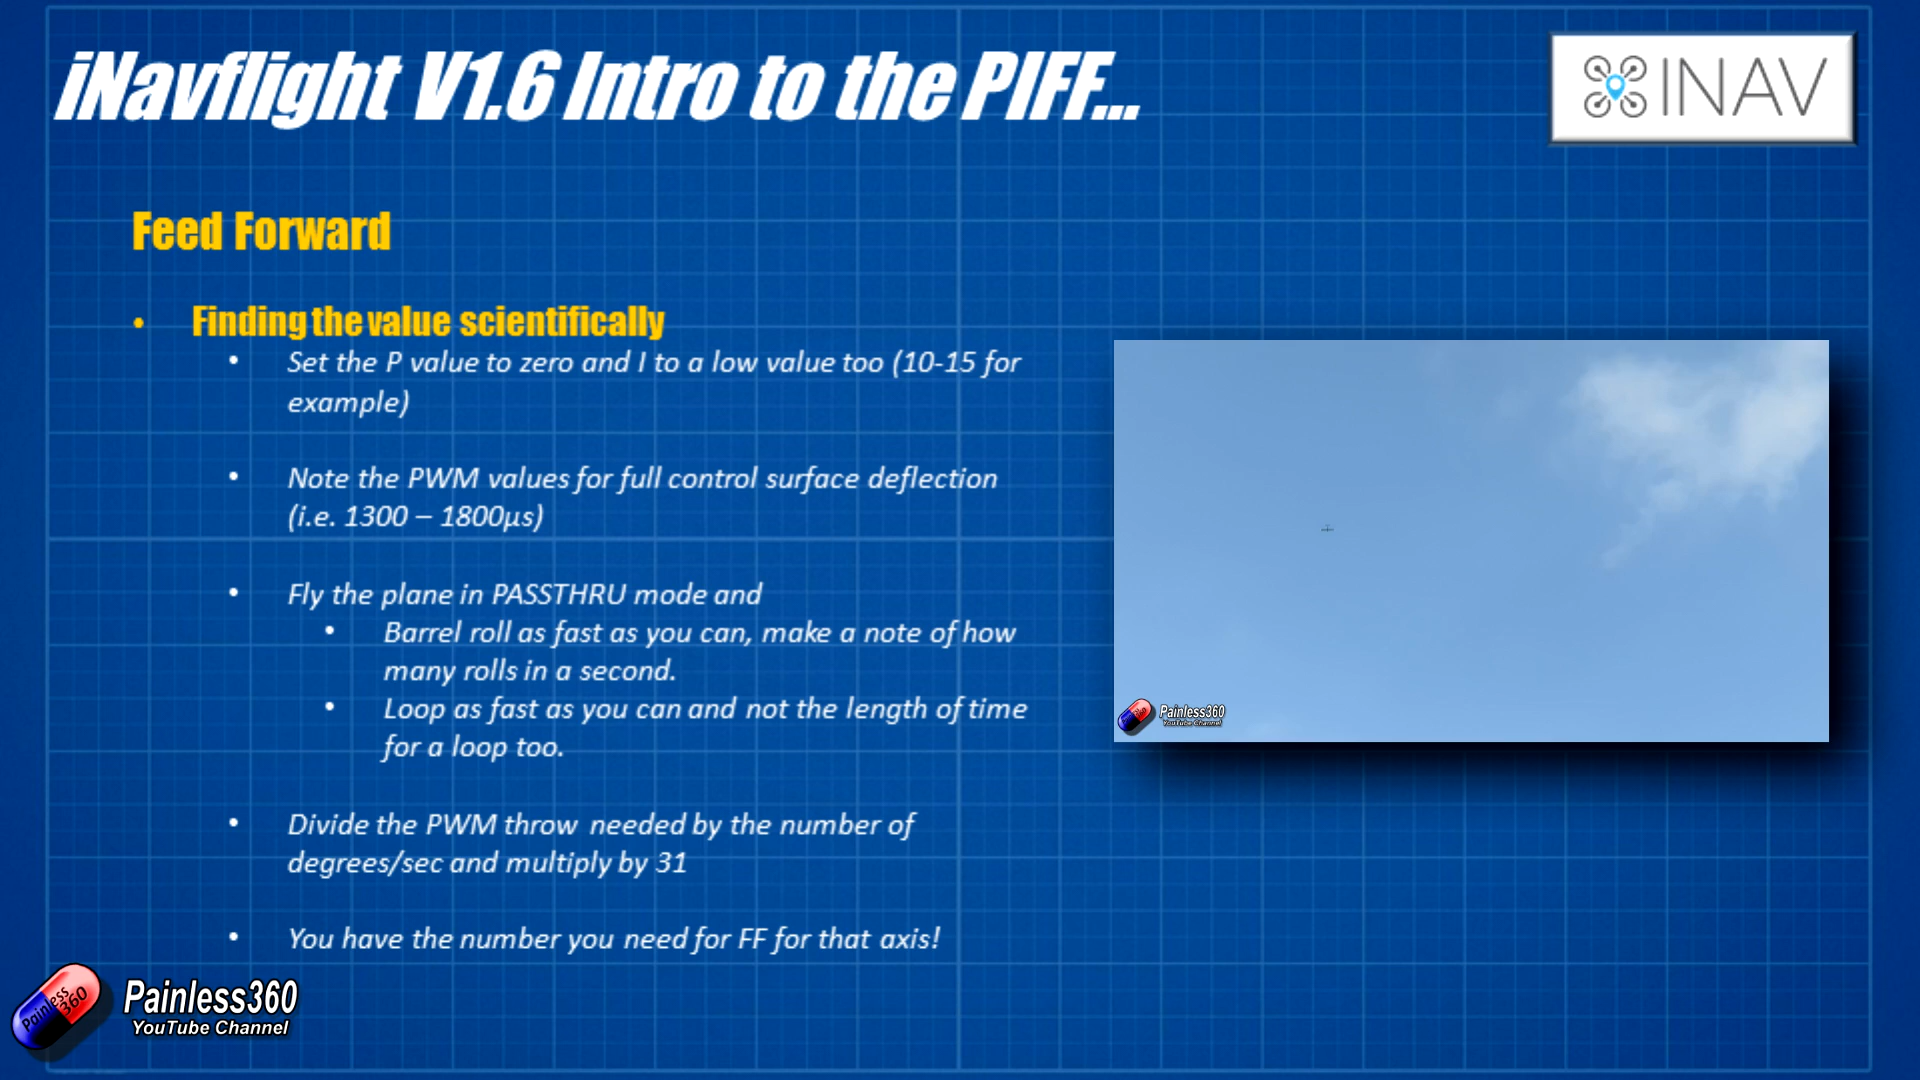 iNavflight V1.6 Intro to the PIFF...
INAV
Feed Forward
• Finding the value scientifically
• Set the P value to zero and I to a low value too (10-15 for
example)
• Note the PWM values for full control surface deflection
(i.e. 1300 – 1800µs)
• Fly the plane in PASSTHRU mode and
• Barrel roll as fast as you can, make a note of how
many rolls in a second.
• Loop as fast as you can and not the length of time
for a loop too.
• Divide the PWM throw needed by the number of
degrees/sec and multiply by 31
• You have the number you need for FF for that axis!
Painless360
YouTube Channel
Painless
360
Painless360
YouTube Channel